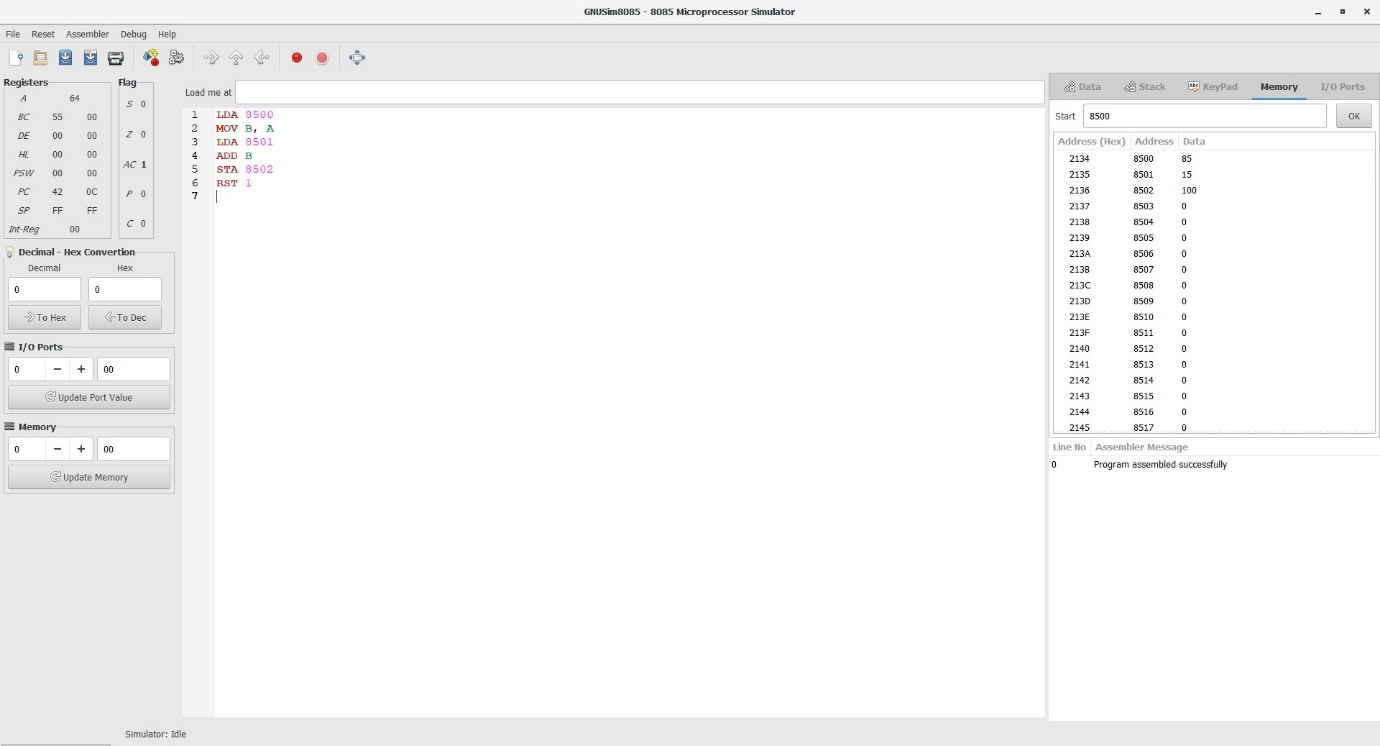 GNUSim8085 - 8085 Microprocessor Simulator
File Reset Assembler Debug Help
Registers
A 64
BC 55 00
DE 00 00
HL 00 00
PSW 00 00
PC 42 0C
SP FF FF
Int-Reg 00
Flag
S 0
Z 0
AC 1
P 0
C 0
Decimal - Hex Convertion
Decimal Hex
0 0
To Hex To Dec
I/O Ports
0 − + 00
Update Port Value
Memory
0 − + 00
Update Memory
Load me at
1 LDA 8500
2 MOV B, A
3 LDA 8501
4 ADD B
5 STA 8502
6 RST 1
7
Data Stack KeyPad Memory I/O Ports
Start 8500 OK
Address (Hex) Address Data
2134 8500 85
2135 8501 15
2136 8502 100
2137 8503 0
2138 8504 0
2139 8505 0
213A 8506 0
213B 8507 0
213C 8508 0
213D 8509 0
213E 8510 0
213F 8511 0
2140 8512 0
2141 8513 0
2142 8514 0
2143 8515 0
2144 8516 0
2145 8517 0
Line No Assembler Message
0 Program assembled successfully
Simulator: Idle